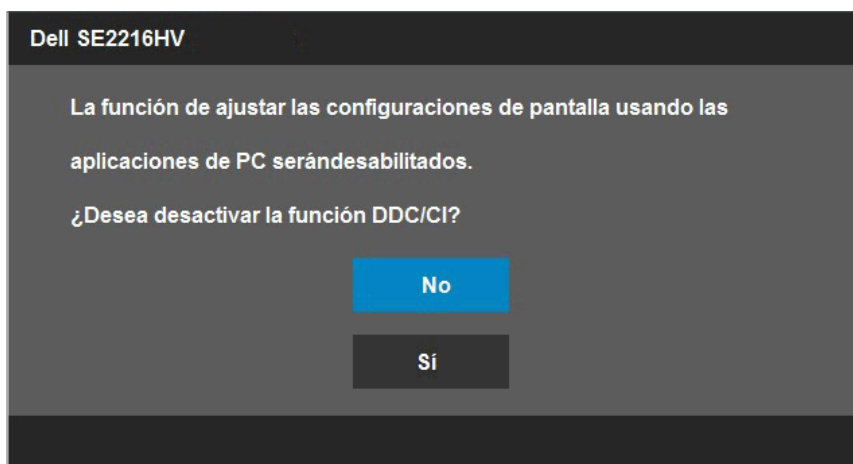 Dell SE2216HV
La función de ajustar las configuraciones de pantalla usando las
aplicaciones de PC serándesabilitados.
¿Desea desactivar la función DDC/CI?
No
Sí